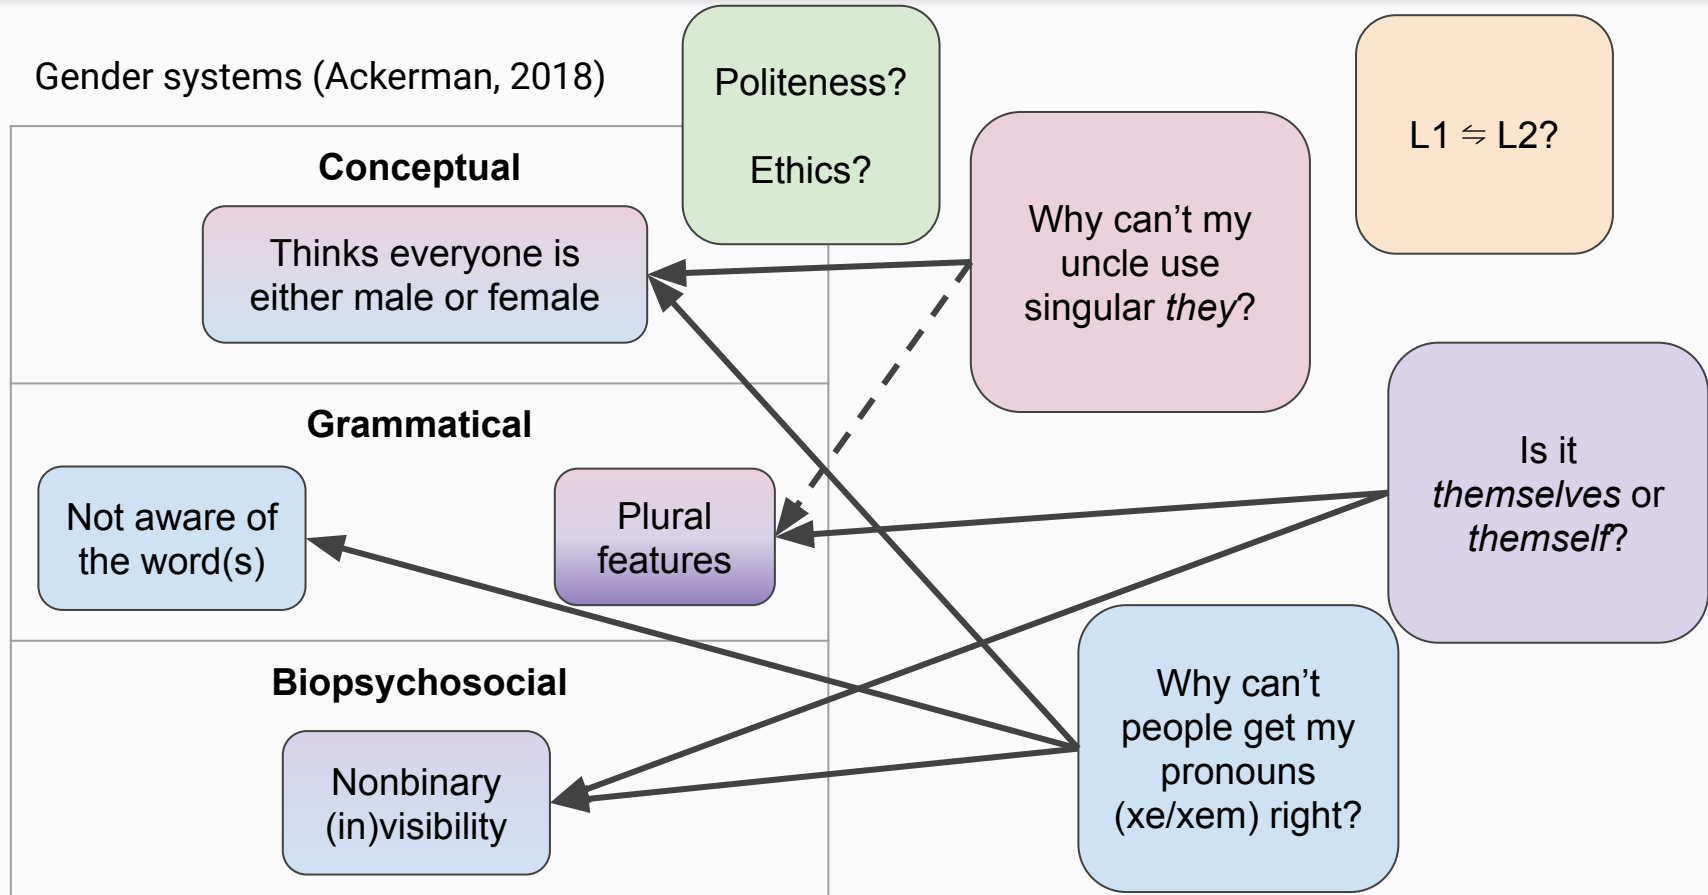 Gender systems (Ackerman, 2018)
Politeness?
Ethics?
L1 ⇋ L2?
Conceptual
Thinks everyone is
either male or female
Why can’t my
uncle use
singular they?
Grammatical
Not aware of
the word(s)
Plural
features
Is it
themselves or
themself?
Biopsychosocial
Nonbinary
(in)visibility
Why can’t
people get my
pronouns
(xe/xem) right?